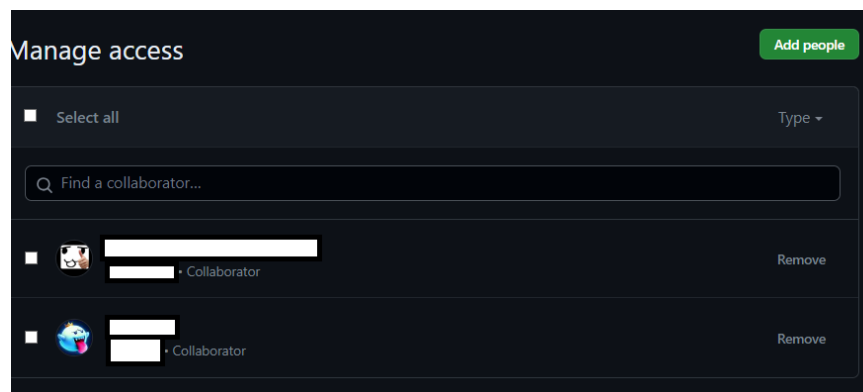 Manage access
Add people
Select all
Type
Find a collaborator...
Remove
• Collaborator
Remove
• Collaborator